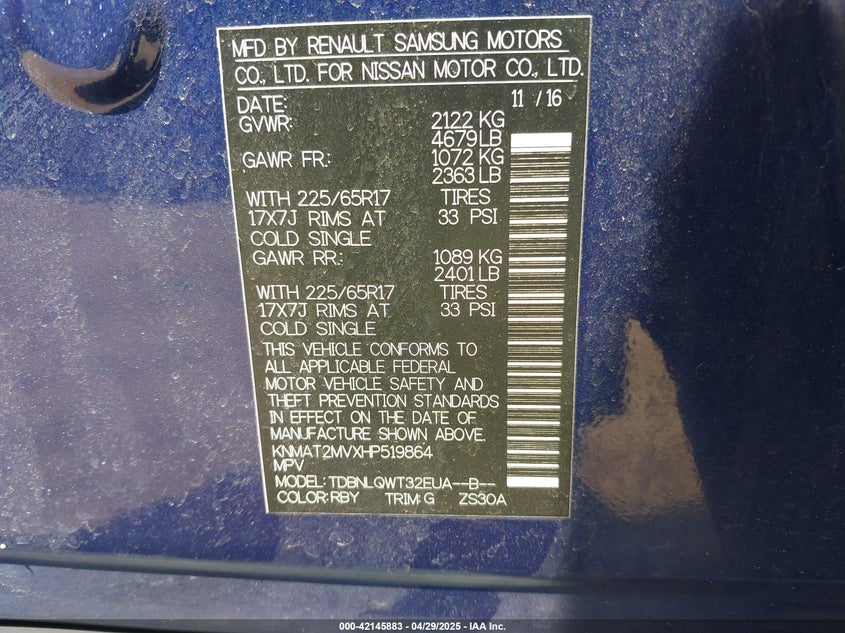 MFD BY RENAULT SAMSUNG MOTORS
CO., LTD. FOR NISSAN MOTOR CO., LTD.
DATE: 11 / 16
GVWR: 2122 KG
4679 LB
GAWR FR.: 1072 KG
2363 LB
WITH 225/65R17 TIRES
17X7J RIMS AT 33 PSI
COLD SINGLE
GAWR RR.: 1089 KG
2401 LB
WITH 225/65R17 TIRES
17X7J RIMS AT 33 PSI
COLD SINGLE
THIS VEHICLE CONFORMS TO
ALL APPLICABLE FEDERAL
MOTOR VEHICLE SAFETY AND
THEFT PREVENTION STANDARDS
IN EFFECT ON THE DATE OF
MANUFACTURE SHOWN ABOVE.
KNMAT2MVXHP519864
MPV
MODEL: TDBNLQWT32EUA--B--
COLOR: RBY TRIM: G ZS30A
000-42145883 - 04/29/2025 - IAA Inc.